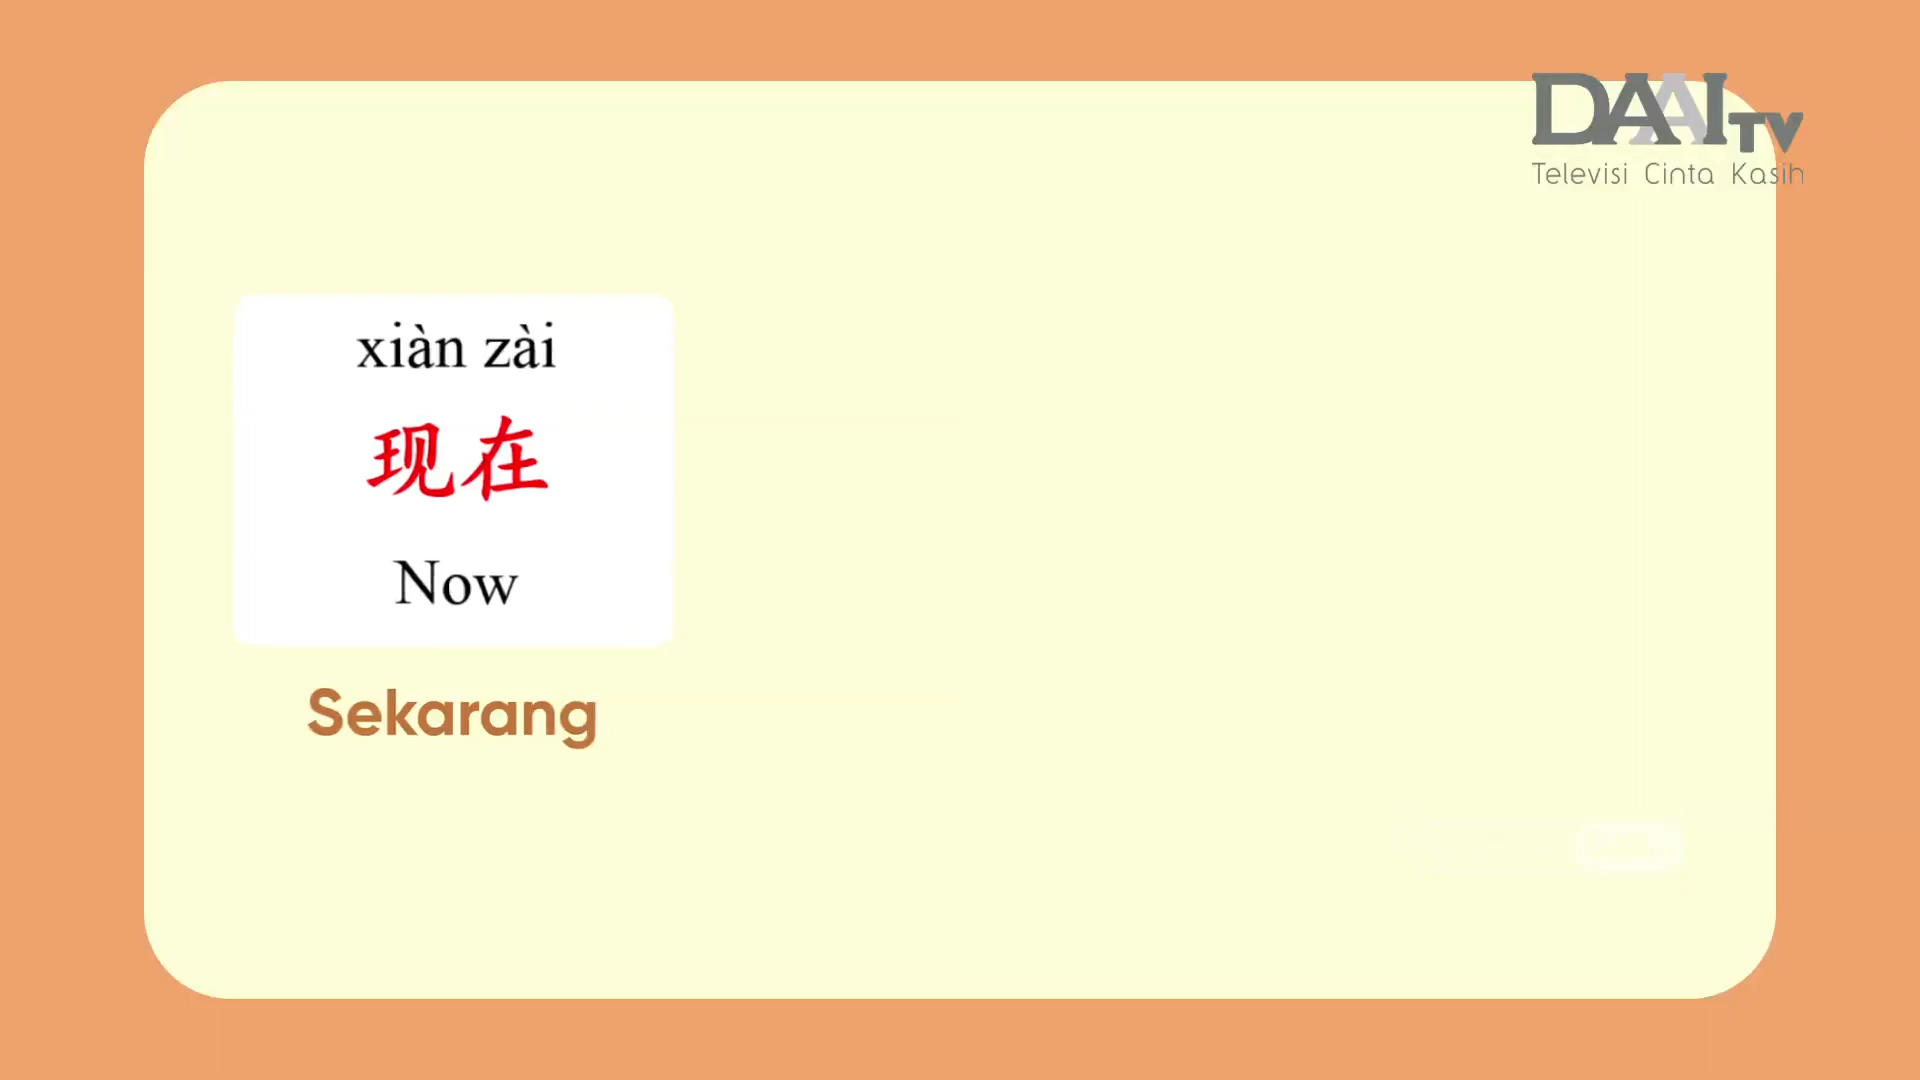 DAAI TV
Televisi Cinta Kasih
xiàn zài
现在
Now
Sekarang